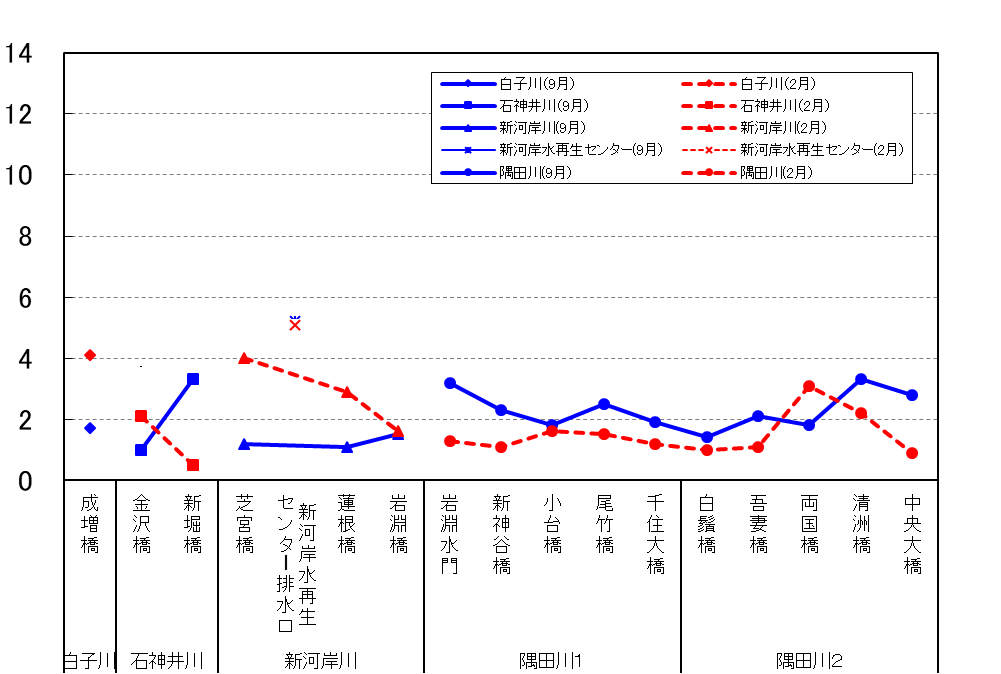 14
12
10
8
6
4
2
0
白子川(9月)
白子川(2月)
石神井川(9月)
石神井川(2月)
新河岸川(9月)
新河岸川(2月)
新河岸水再生センター(9月)
新河岸水再生センター(2月)
隅田川(9月)
隅田川(2月)
成増橋
金沢橋
新堀橋
芝宮橋
新河岸水再生
センター排水口
蓮根橋
岩淵橋
岩淵水門
新神谷橋
小台橋
尾竹橋
千住大橋
白鬚橋
吾妻橋
両国橋
清洲橋
中央大橋
白子川
石神井川
新河岸川
隅田川1
隅田川2